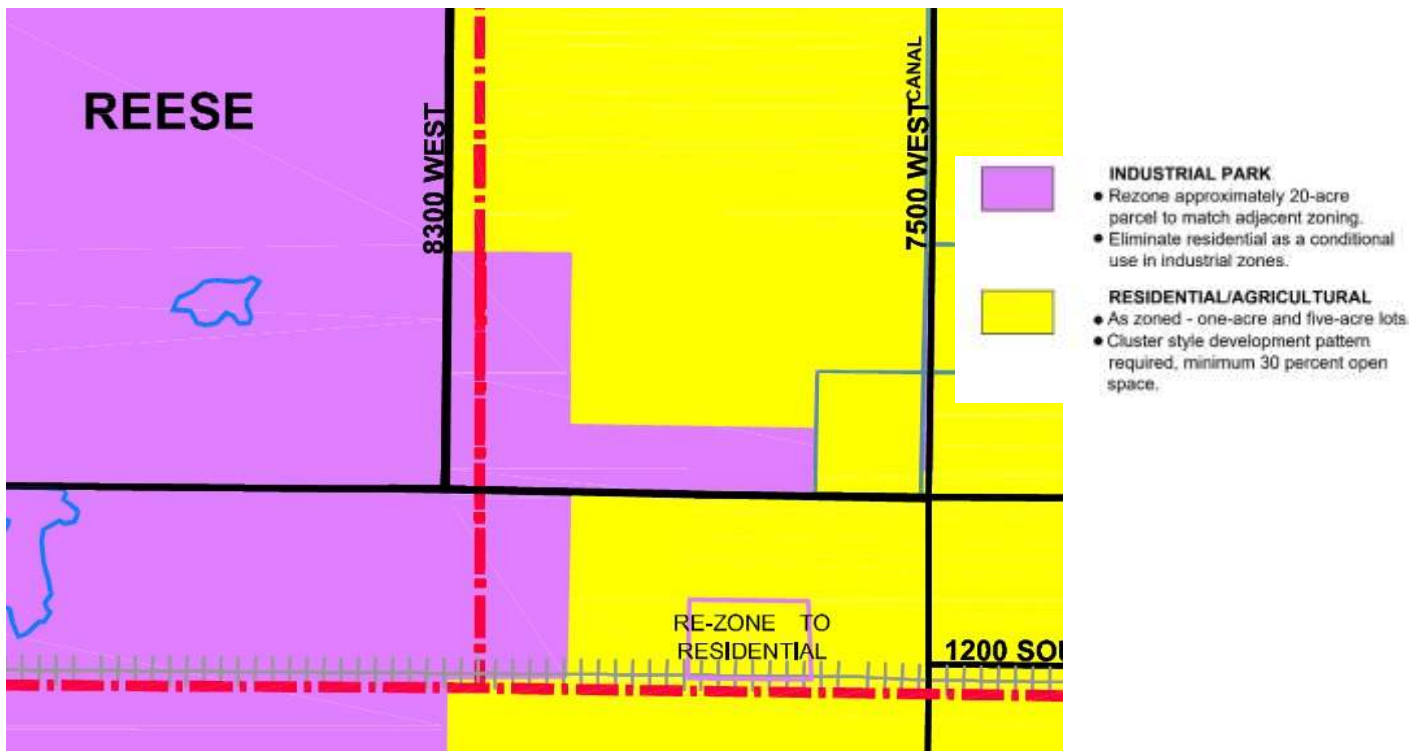 REESE
8300 WEST
7500 WEST
CANAL
RE-ZONE TO
RESIDENTIAL
1200 SOU
INDUSTRIAL PARK
• Rezone approximately 20-acre
parcel to match adjacent zoning.
• Eliminate residential as a conditional
use in industrial zones.
RESIDENTIAL/AGRICULTURAL
• As zoned - one-acre and five-acre lots.
• Cluster style development pattern
required, minimum 30 percent open
space.